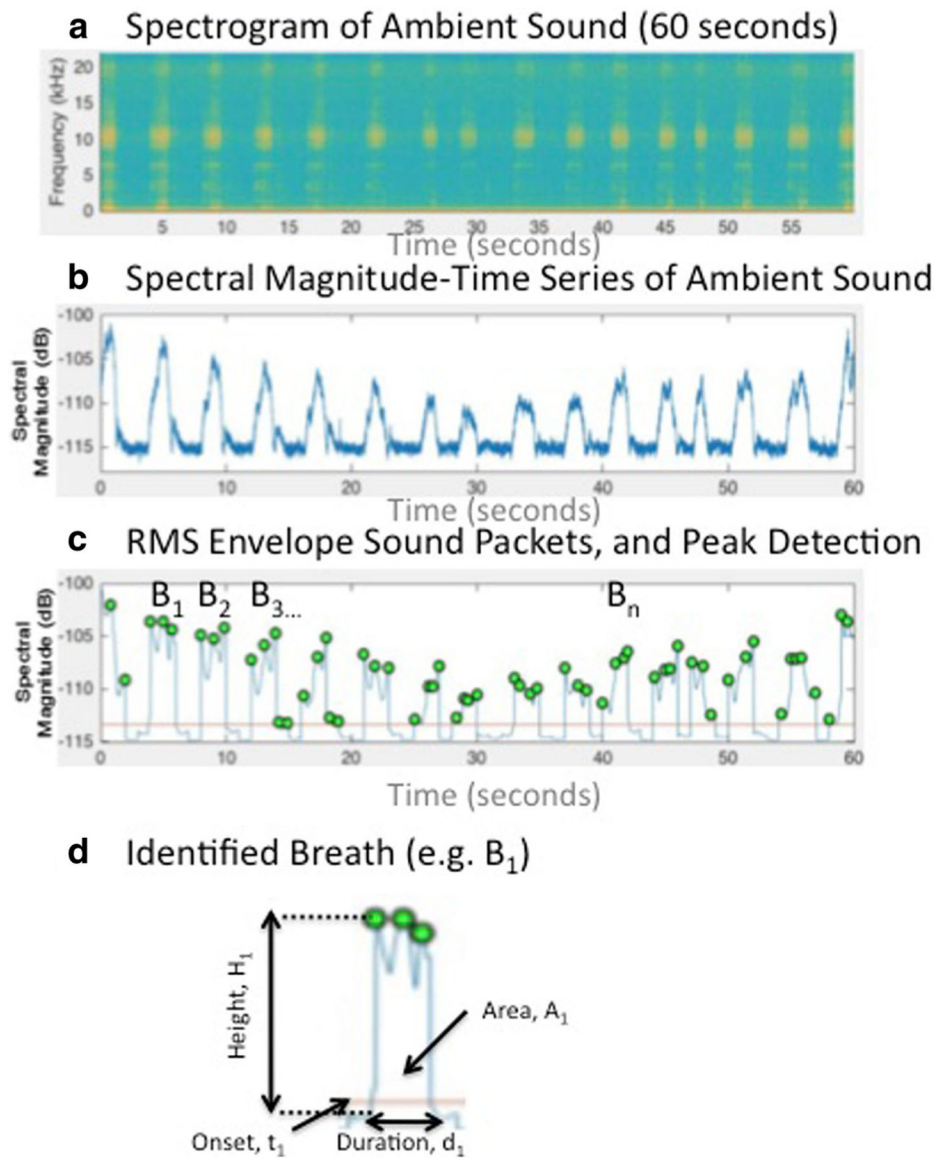 a Spectrogram of Ambient Sound (60 seconds)
Frequency (kHz)
20
15
10
5
0
5 10 15 20 25 30 35 40 45 50 55
Time (seconds)
b Spectral Magnitude-Time Series of Ambient Sound
Spectral
Magnitude (dB)
-100
-105
-110
-115
0 10 20 30 40 50 60
Time (seconds)
c RMS Envelope Sound Packets, and Peak Detection
Spectral
Magnitude (dB)
-100
-105
-110
-115
B1 B2 B3... Bn
0 10 20 30 40 50 60
Time (seconds)
d Identified Breath (e.g. B1)
Height, H1
Area, A1
Onset, t1
Duration, d1